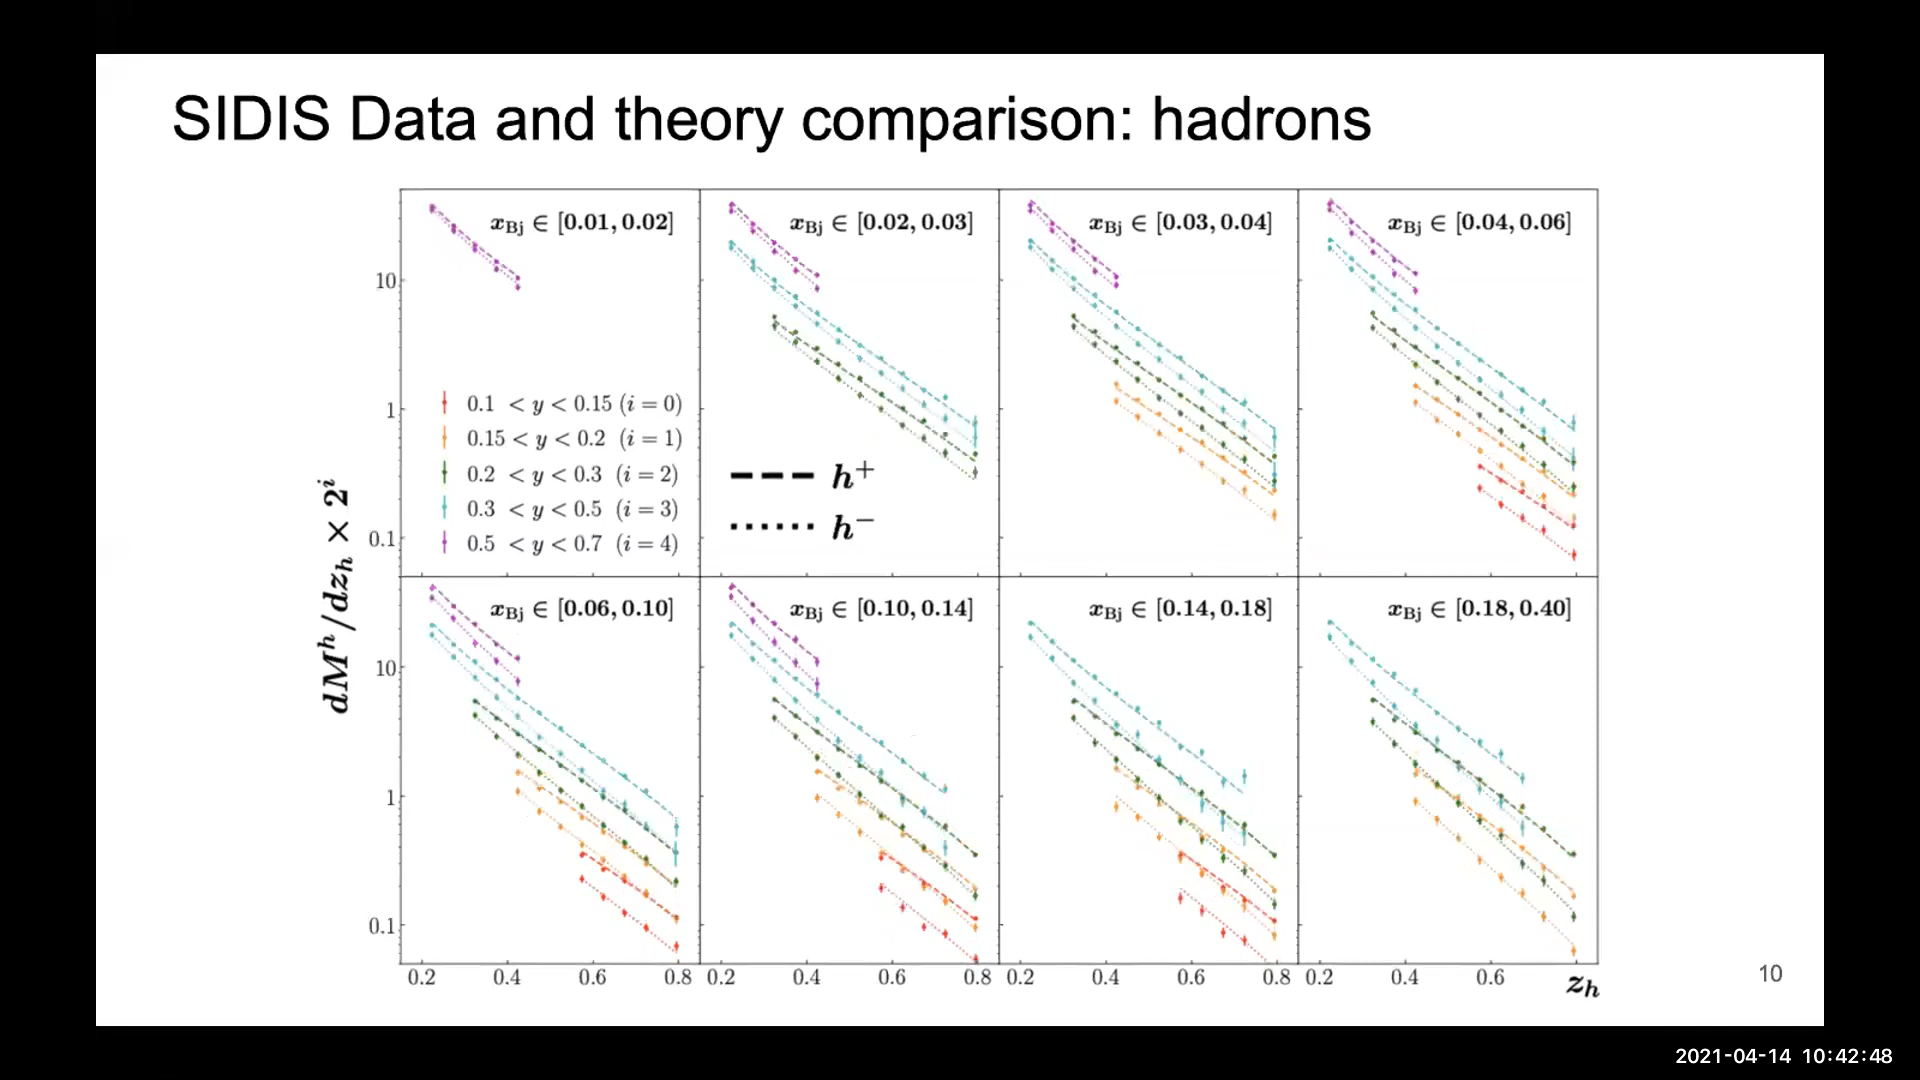 SIDIS Data and theory comparison: hadrons
x_Bj ∈ [0.01, 0.02]
x_Bj ∈ [0.02, 0.03]
x_Bj ∈ [0.03, 0.04]
x_Bj ∈ [0.04, 0.06]
10
1
0.1
0.1 < y < 0.15 (i = 0)
0.15 < y < 0.2 (i = 1)
0.2 < y < 0.3 (i = 2)
0.3 < y < 0.5 (i = 3)
0.5 < y < 0.7 (i = 4)
h⁺
h⁻
dM^h/dz_h × 2^i
x_Bj ∈ [0.06, 0.10]
x_Bj ∈ [0.10, 0.14]
x_Bj ∈ [0.14, 0.18]
x_Bj ∈ [0.18, 0.40]
10
1
0.1
0.2 0.4 0.6 0.8 0.2 0.4 0.6 0.8 0.2 0.4 0.6 0.8 0.2 0.4 0.6 z_h
10
2021-04-14 10:42:48